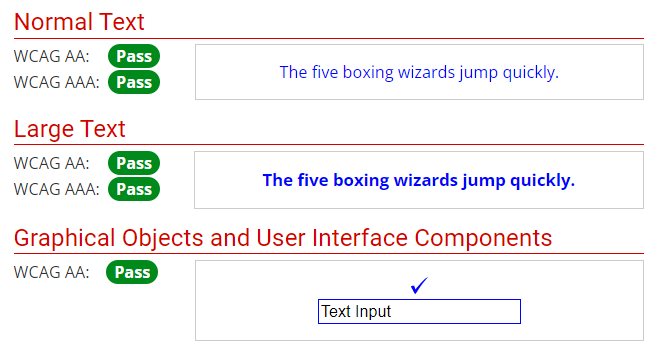 Normal Text
WCAG AA: Pass
The five boxing wizards jump quickly.
WCAG AAA: Pass
Large Text
WCAG AA: Pass
The five boxing wizards jump quickly.
WCAG AAA: Pass
Graphical Objects and User Interface Components
WCAG AA: Pass
✓
Text Input